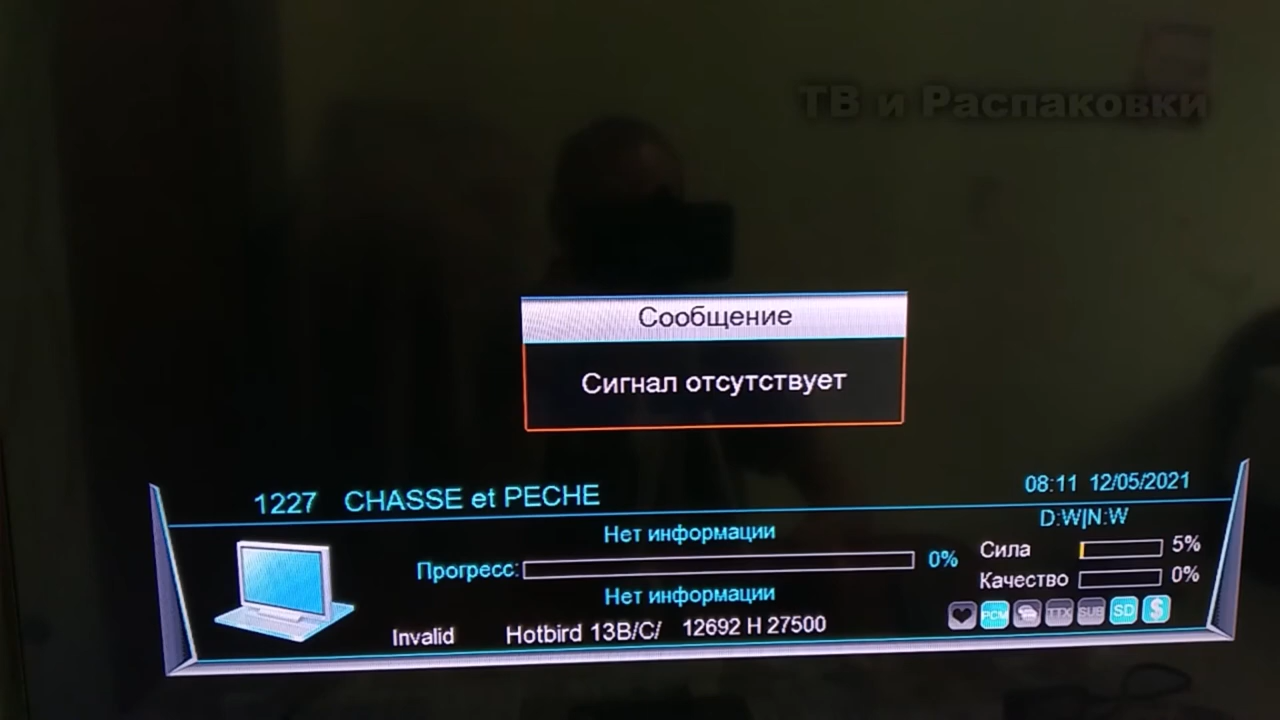 ТВ и Распаковки
Сообщение
Сигнал отсутствует
1227 CHASSE et PECHE
08:11 12/05/2021
D:W|N:W
Нет информации
Прогресс: 0%
Сила 5%
Качество 0%
Нет информации
PCM TTX SUB SD $
Invalid Hotbird 13B/C/ 12692 H 27500